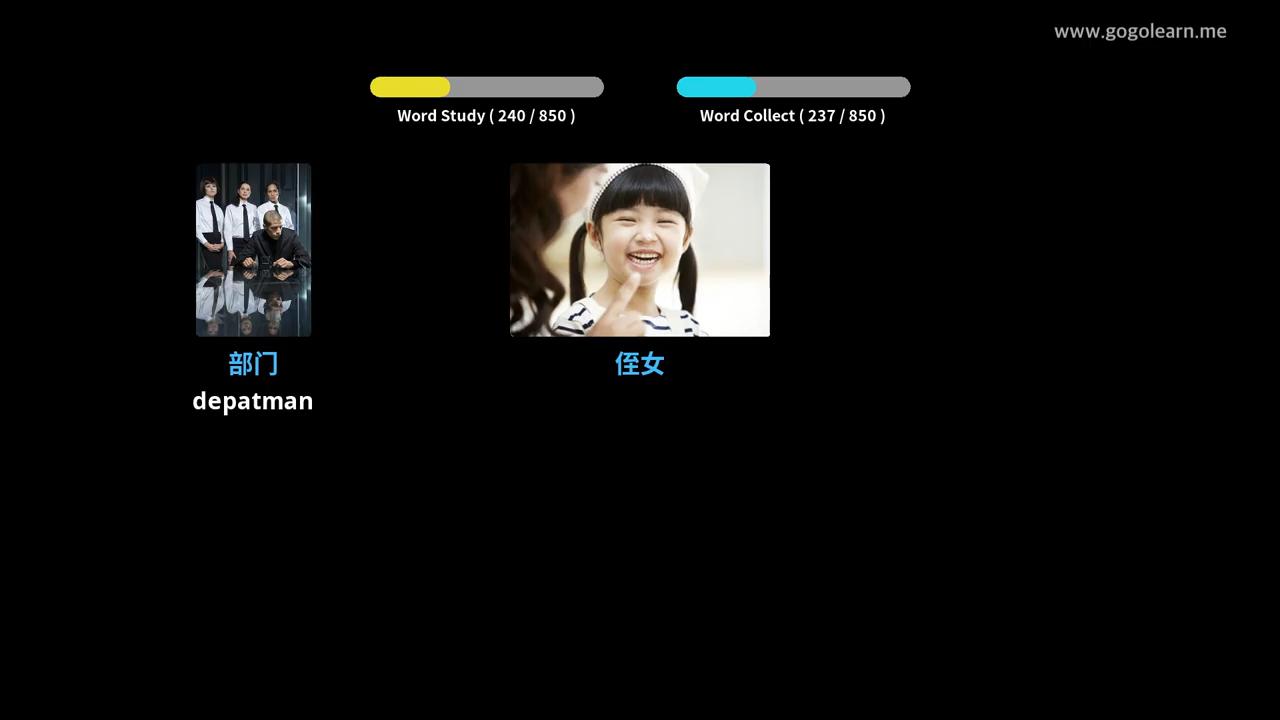 www.gogolearn.me
Word Study ( 240 / 850 )
Word Collect ( 237 / 850 )
部门
depatman
侄女